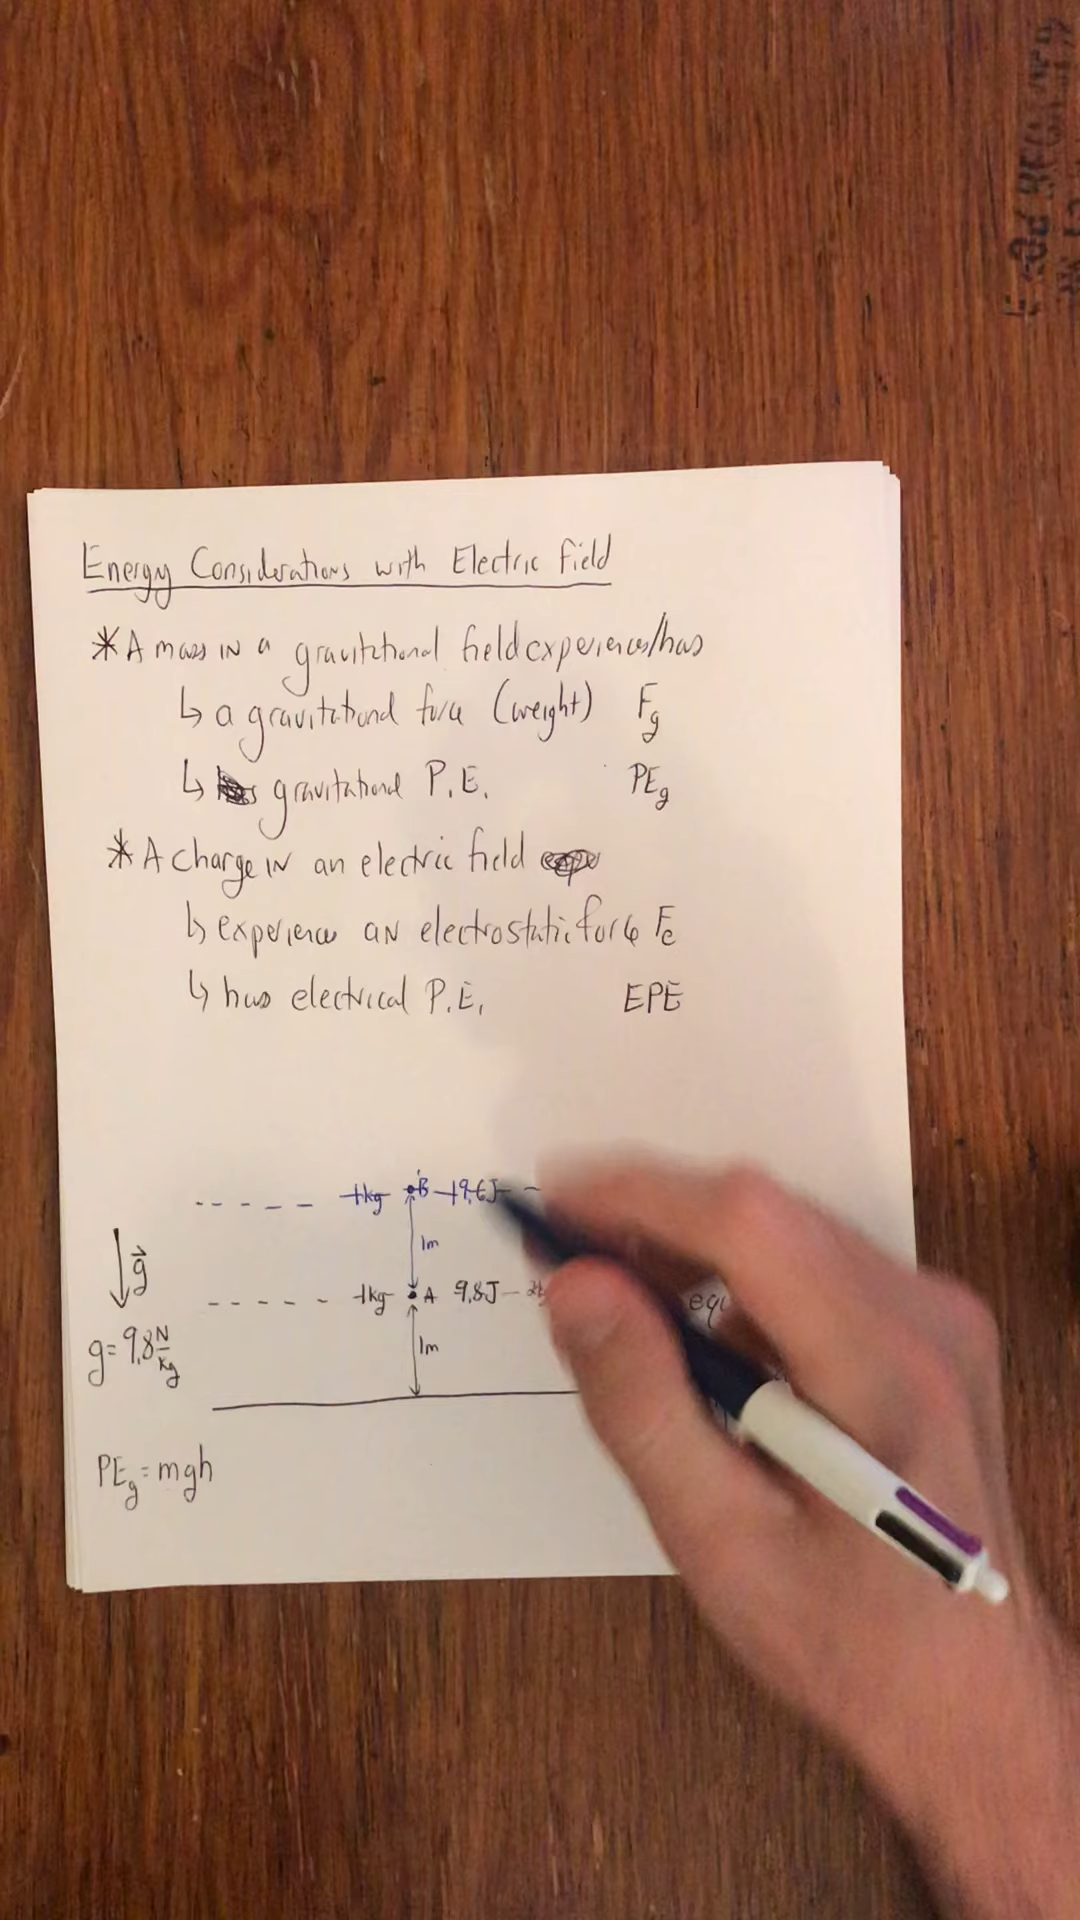 Energy Considerations with Electric Field
* A mass IN a gravitational field experiences/has
↳ a gravitational force (weight) Fg
↳ gravitational P.E. PEg
* A charge IN an electric field
↳ experiences an electrostatic force Fe
↳ has electrical P.E. EPE
1kg B 19.6J
1m
g
1kg A 9.8J
g = 9.8 N/kg
1m
PEg = mgh